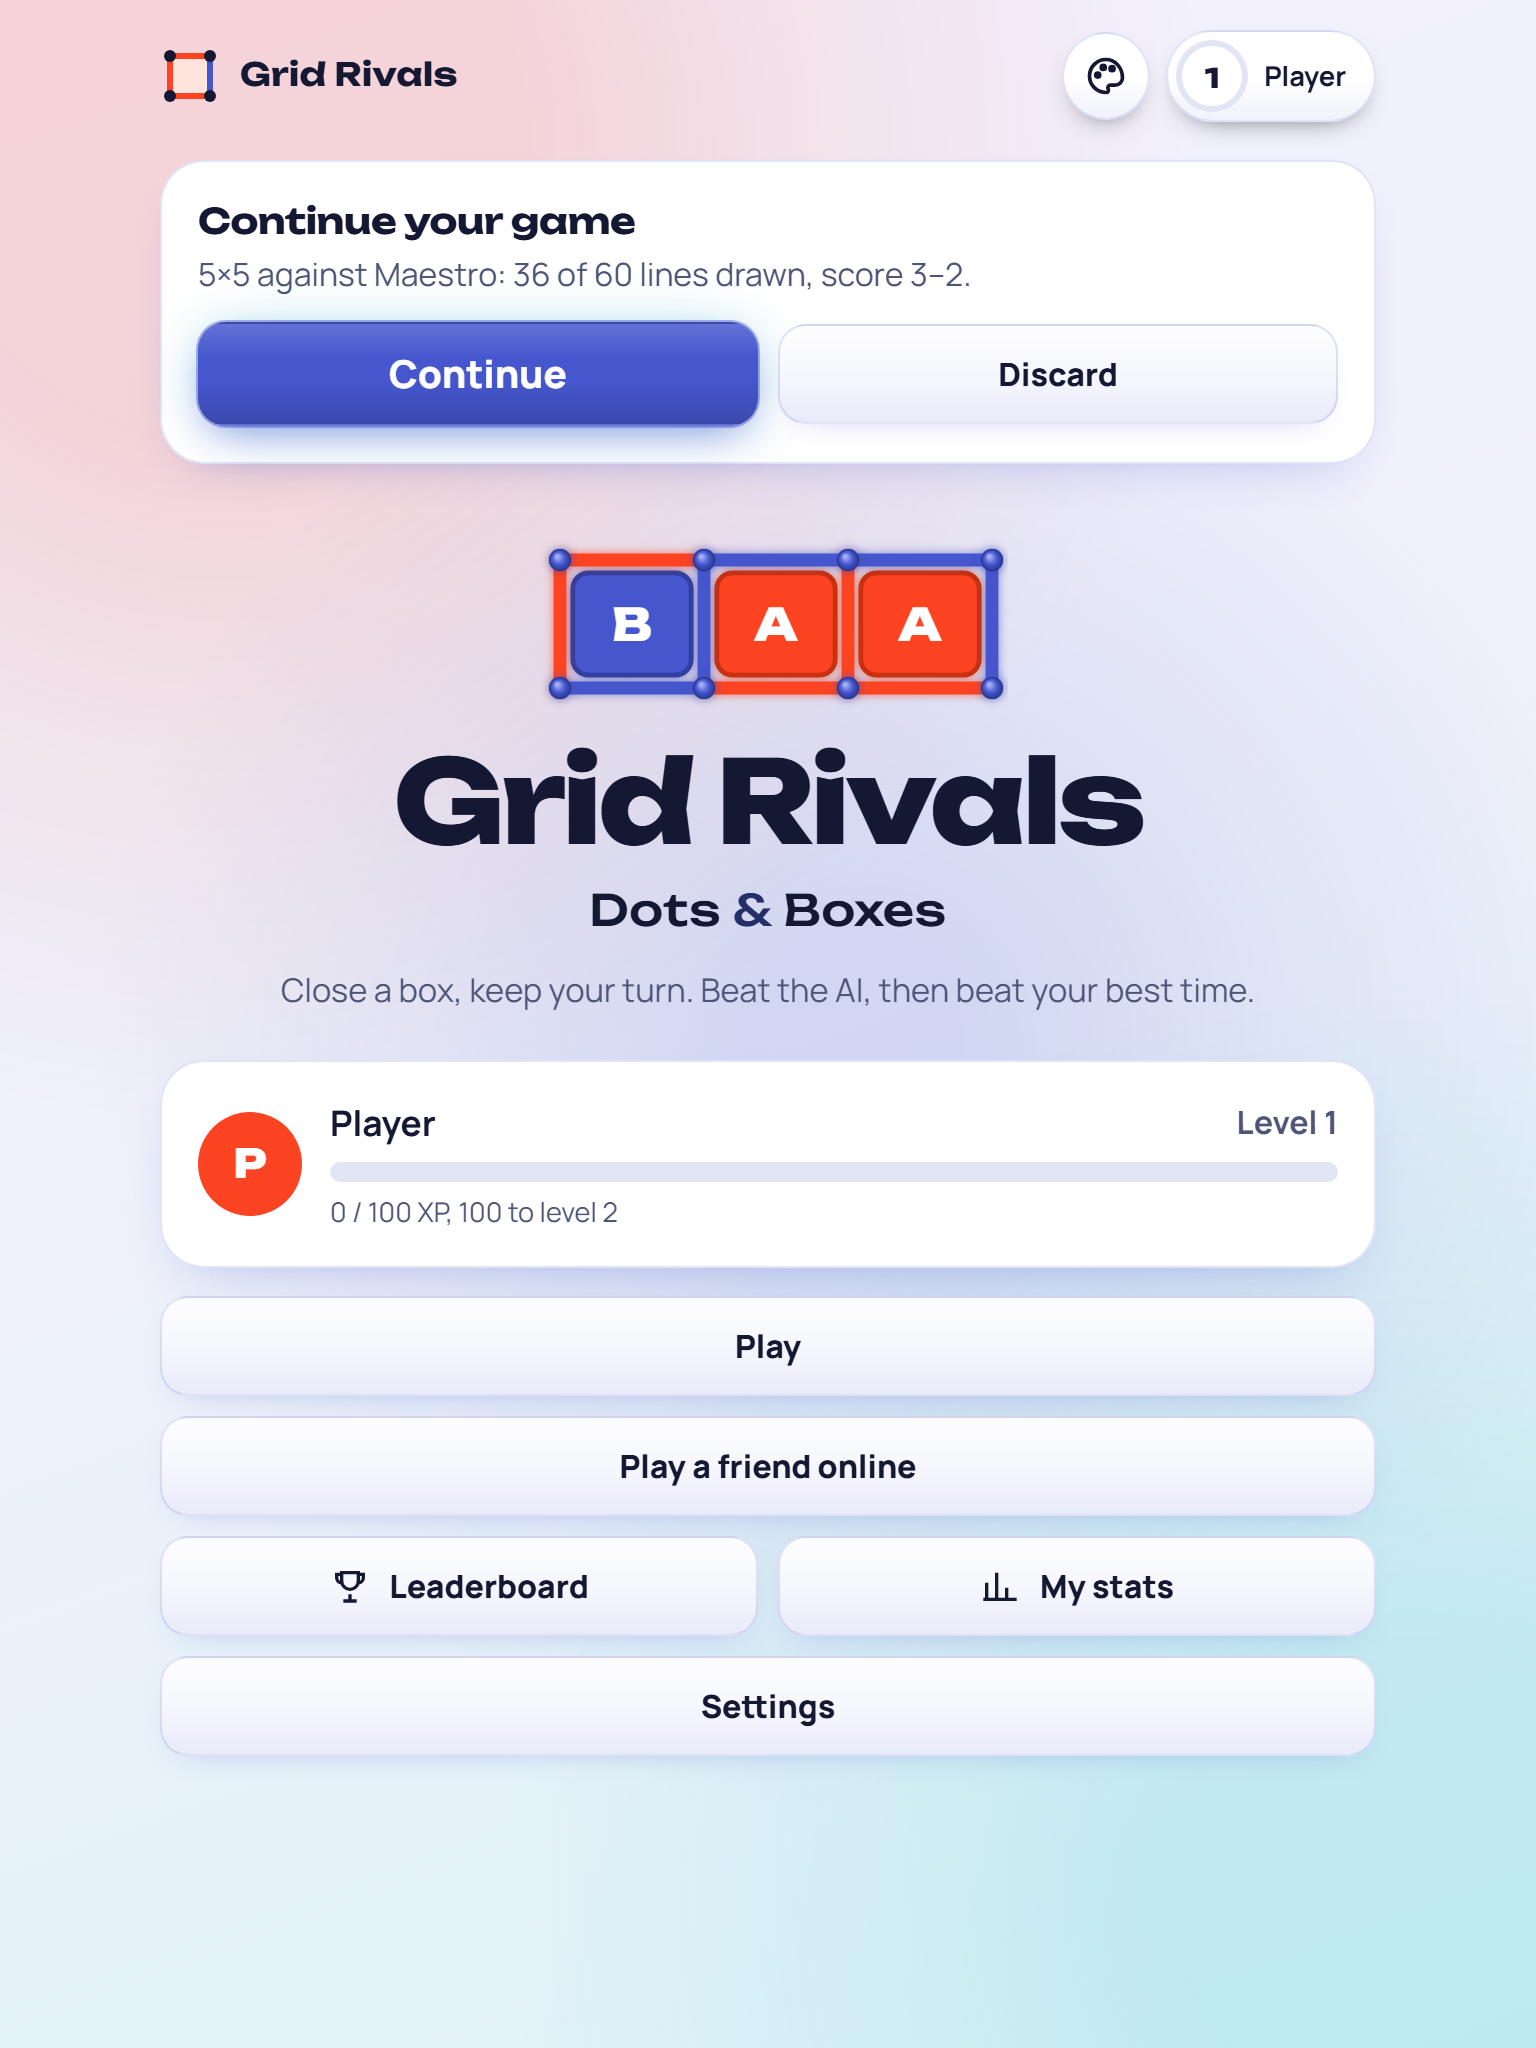 Grid Rivals
1 Player
Continue your game
5×5 against Maestro: 36 of 60 lines drawn, score 3–2.
Continue Discard
B A A
Grid Rivals
Dots & Boxes
Close a box, keep your turn. Beat the AI, then beat your best time.
P
Player Level 1
0 / 100 XP, 100 to level 2
Play
Play a friend online
Leaderboard My stats
Settings